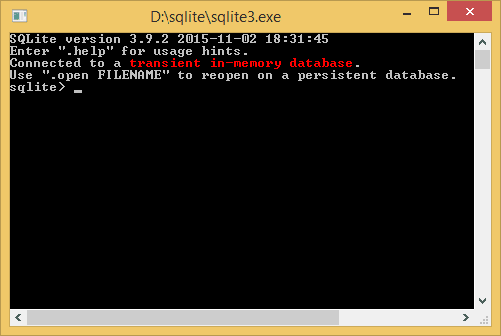 D:\sqlite\sqlite3.exe
SQLite version 3.9.2 2015-11-02 18:31:45
Enter ".help" for usage hints.
Connected to a transient in-memory database.
Use ".open FILENAME" to reopen on a persistent database.
sqlite> _